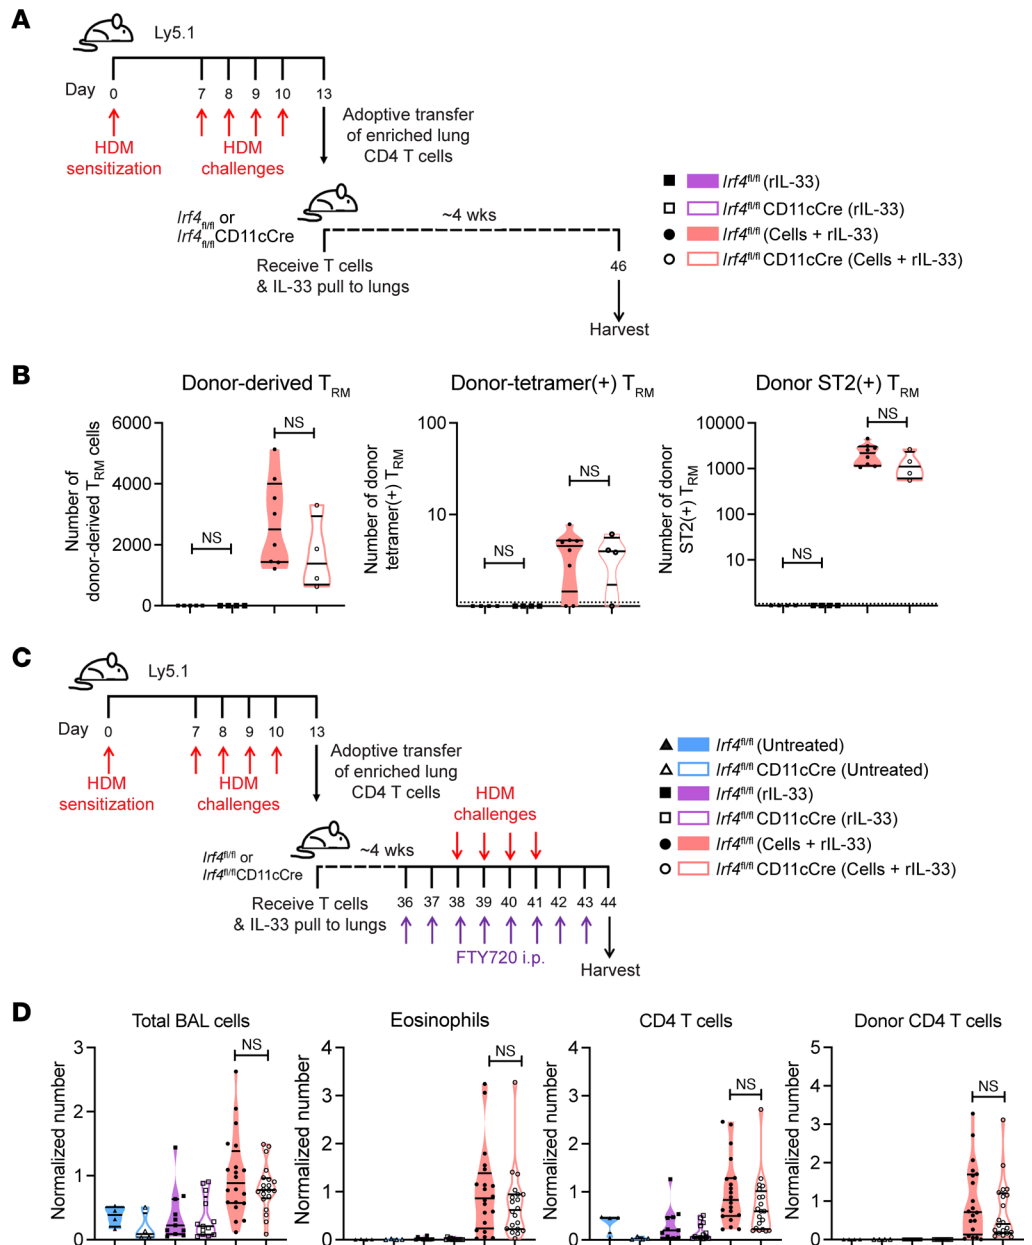 A
Ly5.1
Day 0 7 8 9 10 13
HDM sensitization
HDM challenges
Adoptive transfer of enriched lung CD4 T cells
Irf4fl/fl or
Irf4fl/flCD11cCre
~4 wks
Receive T cells
& IL-33 pull to lungs
46
Harvest
Irf4fl/fl (rIL-33)
Irf4fl/fl CD11cCre (rIL-33)
Irf4fl/fl (Cells + rIL-33)
Irf4fl/fl CD11cCre (Cells + rIL-33)
B
Donor-derived TRM
Number of donor-derived TRM cells
6000
4000
2000
0
NS
NS
Donor-tetramer(+) TRM
Number of donor tetramer(+) TRM
100
10
NS
NS
Donor ST2(+) TRM
Number of donor ST2(+) TRM
10000
1000
100
10
NS
NS
C
Ly5.1
Day 0 7 8 9 10 13
HDM sensitization
HDM challenges
Adoptive transfer of enriched lung CD4 T cells
HDM challenges
Irf4fl/fl or
Irf4fl/flCD11cCre
~4 wks
Receive T cells
& IL-33 pull to lungs
36 37 38 39 40 41 42 43 44
FTY720 i.p.
Harvest
Irf4fl/fl (Untreated)
Irf4fl/fl CD11cCre (Untreated)
Irf4fl/fl (rIL-33)
Irf4fl/fl CD11cCre (rIL-33)
Irf4fl/fl (Cells + rIL-33)
Irf4fl/fl CD11cCre (Cells + rIL-33)
D
Total BAL cells
Normalized number
3
2
1
0
NS
Eosinophils
Normalized number
4
3
2
1
0
NS
CD4 T cells
Normalized number
4
3
2
1
0
NS
Donor CD4 T cells
Normalized number
5
4
3
2
1
0
NS